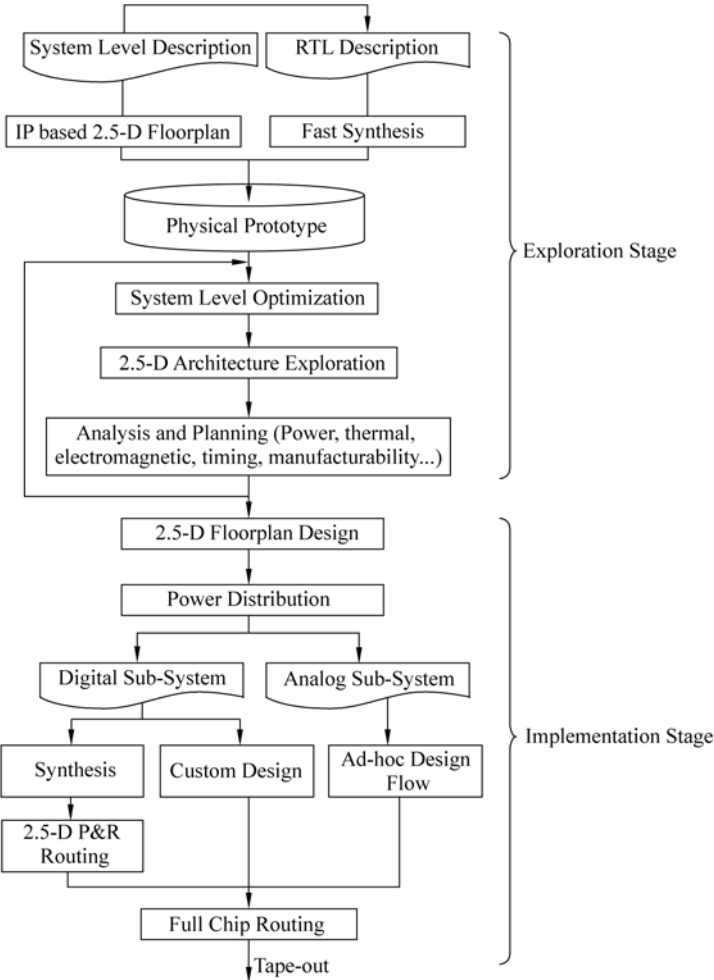 System Level Description
RTL Description
IP based 2.5-D Floorplan
Fast Synthesis
Physical Prototype
Exploration Stage
System Level Optimization
2.5-D Architecture Exploration
Analysis and Planning (Power, thermal,
electromagnetic, timing, manufacturability...)
2.5-D Floorplan Design
Power Distribution
Digital Sub-System
Analog Sub-System
Implementation Stage
Synthesis
Custom Design
Ad-hoc Design
Flow
2.5-D P&R
Routing
Full Chip Routing
Tape-out